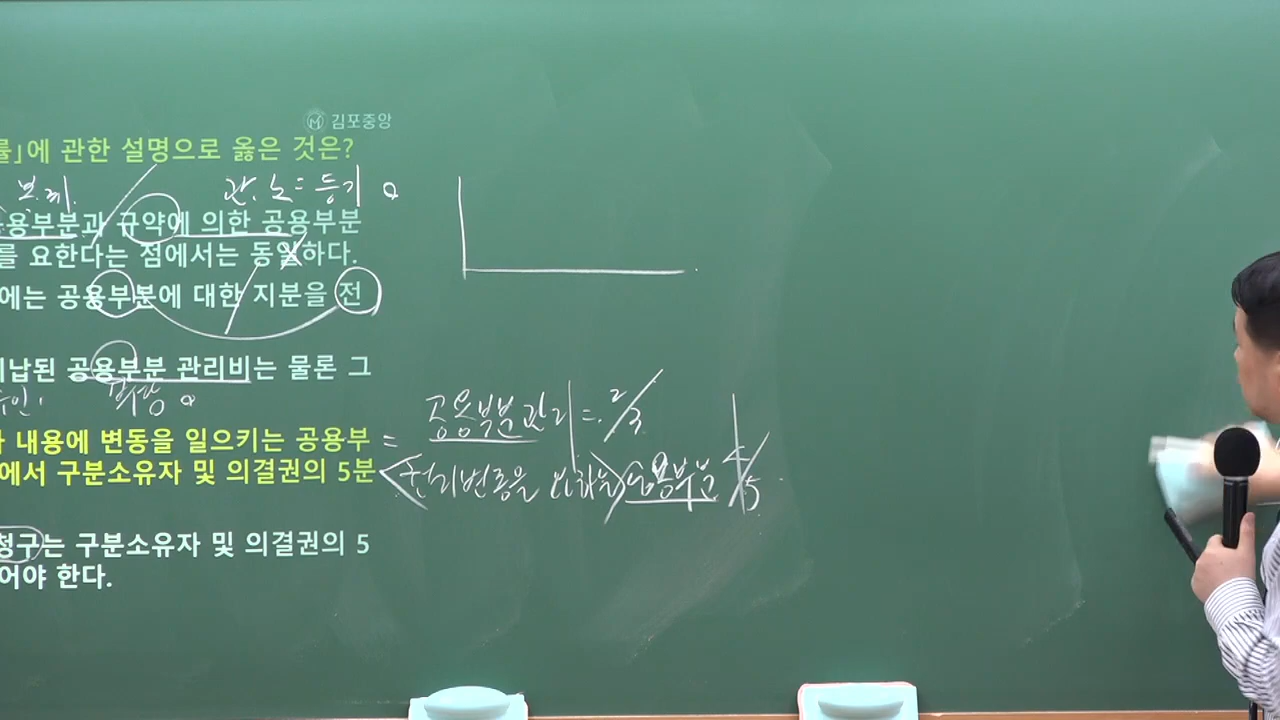 김포중앙
률」에 관한 설명으로 옳은 것은?
관, 노 = 등기
공용부분과 규약에 의한 공용부분
를 요한다는 점에서는 동일하다.
에는 공용부분에 대한 지분을 전
미납된 공용부분 관리비는 물론 그
내용에 변동을 일으키는 공용부
에서 구분소유자 및 의결권의 5분
= 공용부분관리 = 2/3
공용부분 4/5
청구는 구분소유자 및 의결권의 5
어야 한다.